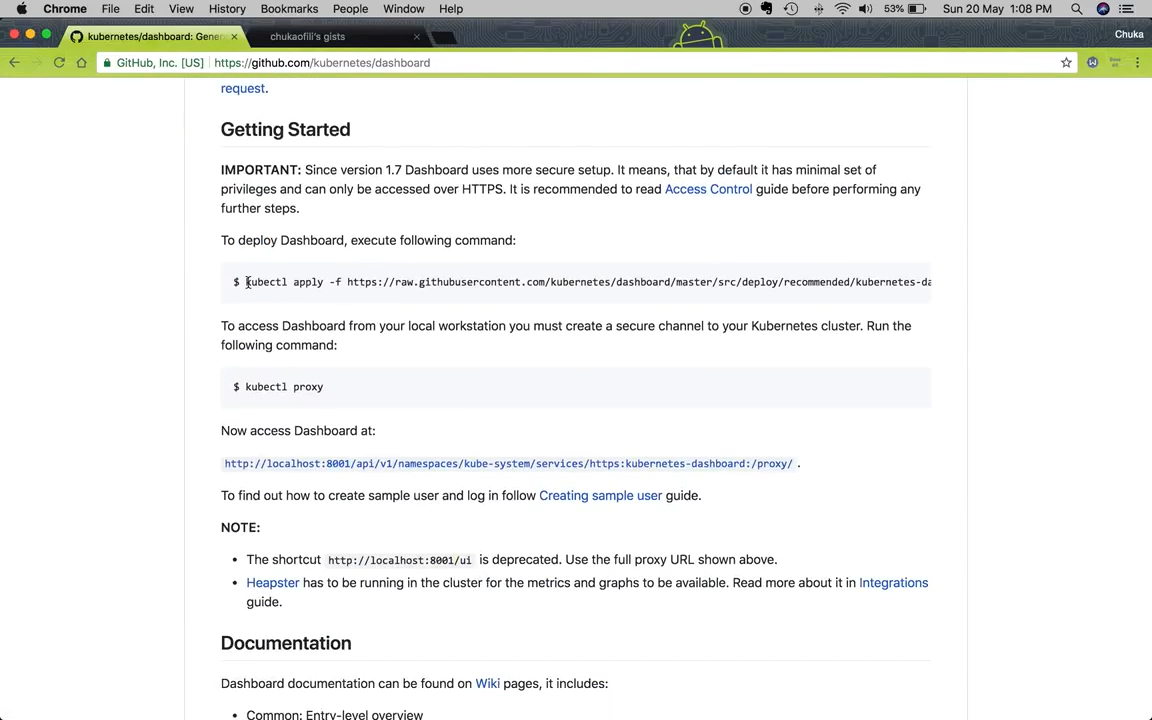 Chrome File Edit View History Bookmarks People Window Help 53% Sun 20 May 1:08 PM
kubernetes/dashboard: Gener chukaofili's gists Chuka
GitHub, Inc. [US] https://github.com/kubernetes/dashboard
request.
Getting Started
IMPORTANT: Since version 1.7 Dashboard uses more secure setup. It means, that by default it has minimal set of
privileges and can only be accessed over HTTPS. It is recommended to read Access Control guide before performing any
further steps.
To deploy Dashboard, execute following command:
$ kubectl apply -f https://raw.githubusercontent.com/kubernetes/dashboard/master/src/deploy/recommended/kubernetes-da
To access Dashboard from your local workstation you must create a secure channel to your Kubernetes cluster. Run the
following command:
$ kubectl proxy
Now access Dashboard at:
http://localhost:8001/api/v1/namespaces/kube-system/services/https:kubernetes-dashboard:/proxy/ .
To find out how to create sample user and log in follow Creating sample user guide.
NOTE:
• The shortcut http://localhost:8001/ui is deprecated. Use the full proxy URL shown above.
• Heapster has to be running in the cluster for the metrics and graphs to be available. Read more about it in Integrations
guide.
Documentation
Dashboard documentation can be found on Wiki pages, it includes:
• Common: Entry-level overview